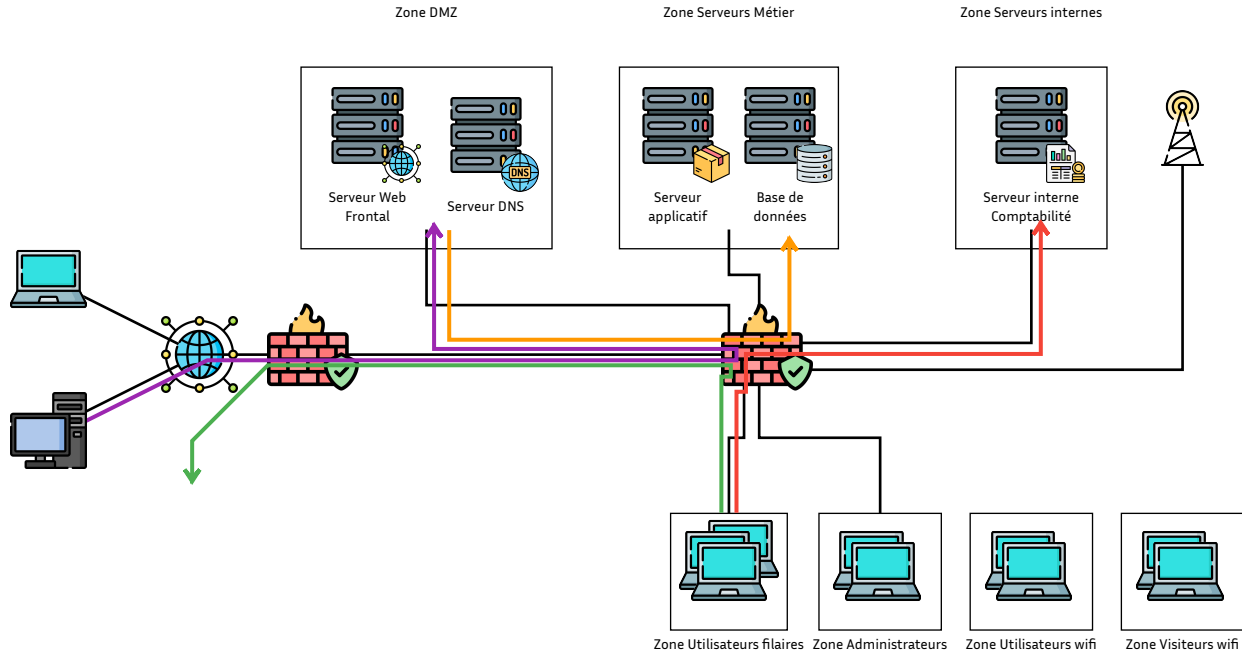 Zone DMZ
Zone Serveurs Métier
Zone Serveurs internes
Serveur Web
Frontal
DNS
Serveur DNS
Serveur
applicatif
Base de
données
Serveur interne
Comptabilité
Zone Utilisateurs filaires
Zone Administrateurs
Zone Utilisateurs wifi
Zone Visiteurs wifi